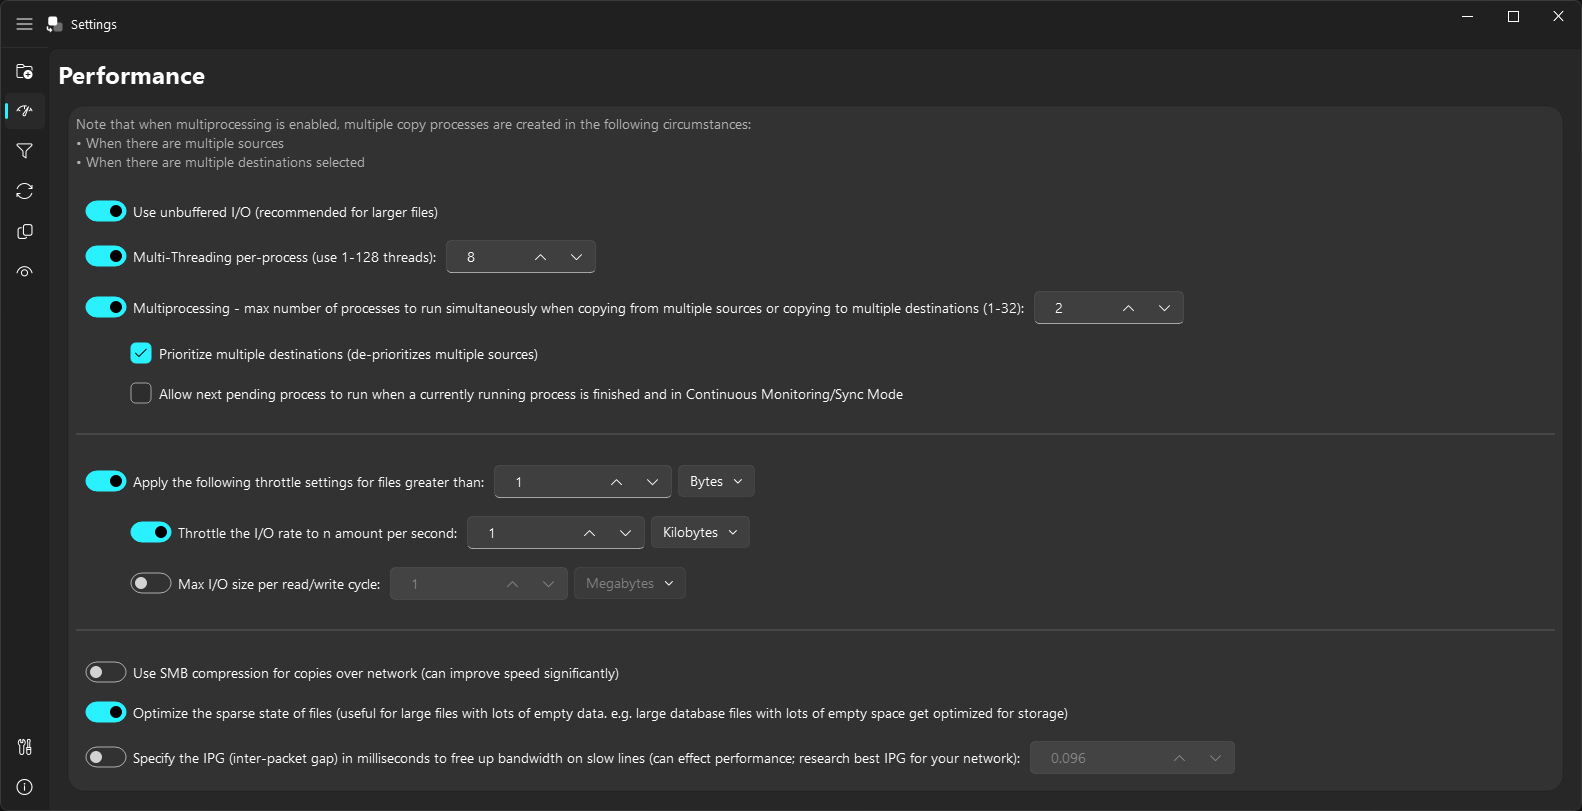 Settings
Performance
Note that when multiprocessing is enabled, multiple copy processes are created in the following circumstances:
• When there are multiple sources
• When there are multiple destinations selected
Use unbuffered I/O (recommended for larger files)
Multi-Threading per-process (use 1-128 threads): 8
Multiprocessing - max number of processes to run simultaneously when copying from multiple sources or copying to multiple destinations (1-32): 2
Prioritize multiple destinations (de-prioritizes multiple sources)
Allow next pending process to run when a currently running process is finished and in Continuous Monitoring/Sync Mode
Apply the following throttle settings for files greater than: 1 Bytes
Throttle the I/O rate to n amount per second: 1 Kilobytes
Max I/O size per read/write cycle: 1 Megabytes
Use SMB compression for copies over network (can improve speed significantly)
Optimize the sparse state of files (useful for large files with lots of empty data. e.g. large database files with lots of empty space get optimized for storage)
Specify the IPG (inter-packet gap) in milliseconds to free up bandwidth on slow lines (can effect performance; research best IPG for your network): 0.096